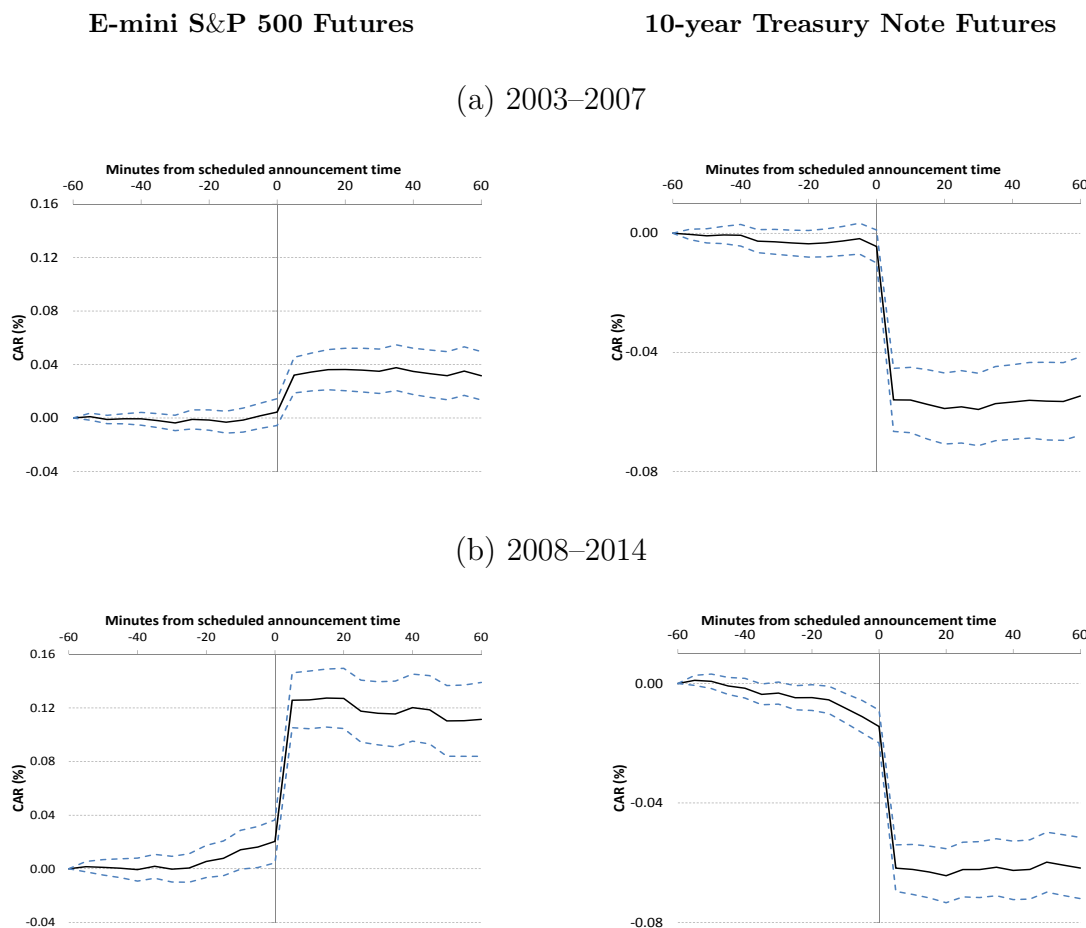 E-mini S&P 500 Futures
10-year Treasury Note Futures
(a) 2003–2007
Minutes from scheduled announcement time
-60 -40 -20 0 20 40 60
0.16
0.12
0.08
0.04
0.00
-0.04
CAR (%)
Minutes from scheduled announcement time
-60 -40 -20 0 20 40 60
0.00
-0.04
-0.08
CAR (%)
(b) 2008–2014
Minutes from scheduled announcement time
-60 -40 -20 0 20 40 60
0.16
0.12
0.08
0.04
0.00
-0.04
CAR (%)
Minutes from scheduled announcement time
-60 -40 -20 0 20 40 60
0.00
-0.04
-0.08
CAR (%)